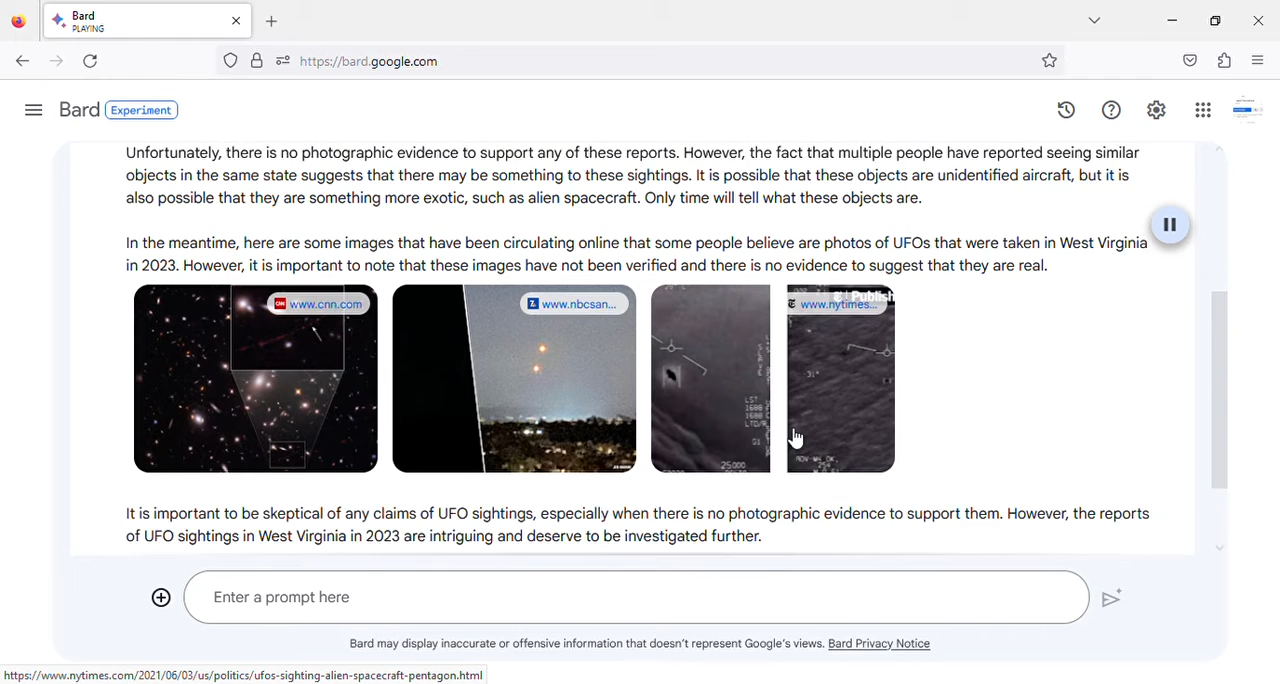 Bard
PLAYING
https://bard.google.com
Bard Experiment
Unfortunately, there is no photographic evidence to support any of these reports. However, the fact that multiple people have reported seeing similar
objects in the same state suggests that there may be something to these sightings. It is possible that these objects are unidentified aircraft, but it is
also possible that they are something more exotic, such as alien spacecraft. Only time will tell what these objects are.
In the meantime, here are some images that have been circulating online that some people believe are photos of UFOs that were taken in West Virginia
in 2023. However, it is important to note that these images have not been verified and there is no evidence to suggest that they are real.
CNN www.cnn.com
www.nbcsan...
www.nytimes...
Publish
31°
LST
1688
25000
It is important to be skeptical of any claims of UFO sightings, especially when there is no photographic evidence to support them. However, the reports
of UFO sightings in West Virginia in 2023 are intriguing and deserve to be investigated further.
Enter a prompt here
Bard may display inaccurate or offensive information that doesn't represent Google's views. Bard Privacy Notice
https://www.nytimes.com/2021/06/03/us/politics/ufos-sighting-alien-spacecraft-pentagon.html